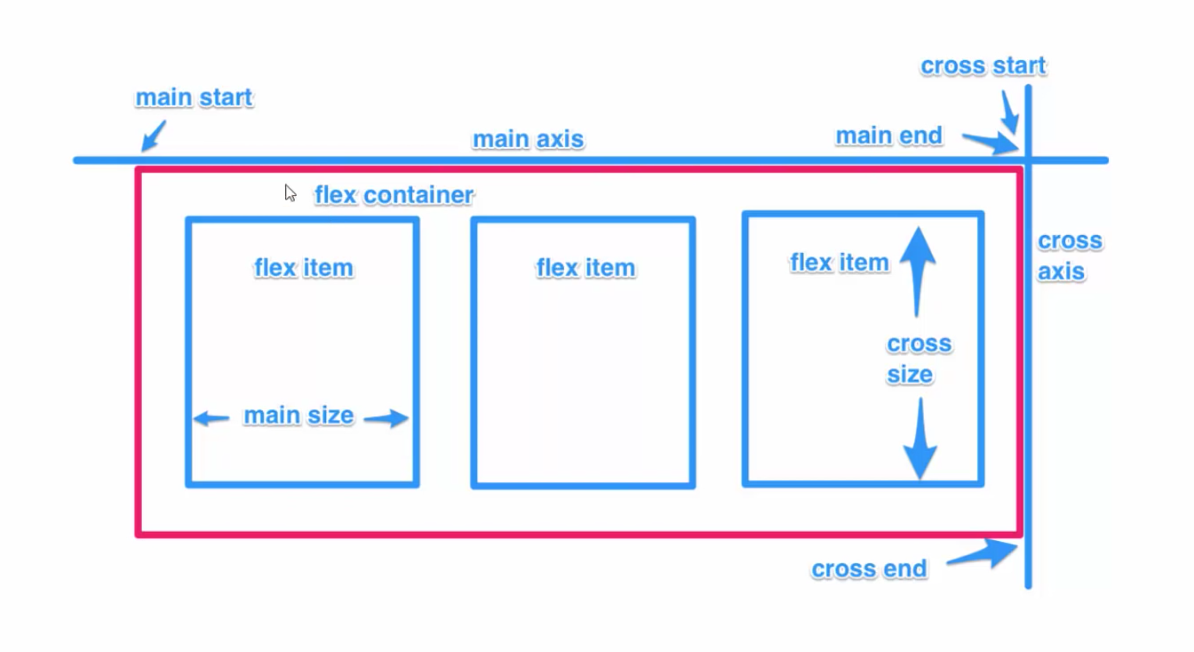 cross start
main start
main axis
main end
flex container
cross
axis
flex item
flex item
flex item
cross
size
main size
cross end